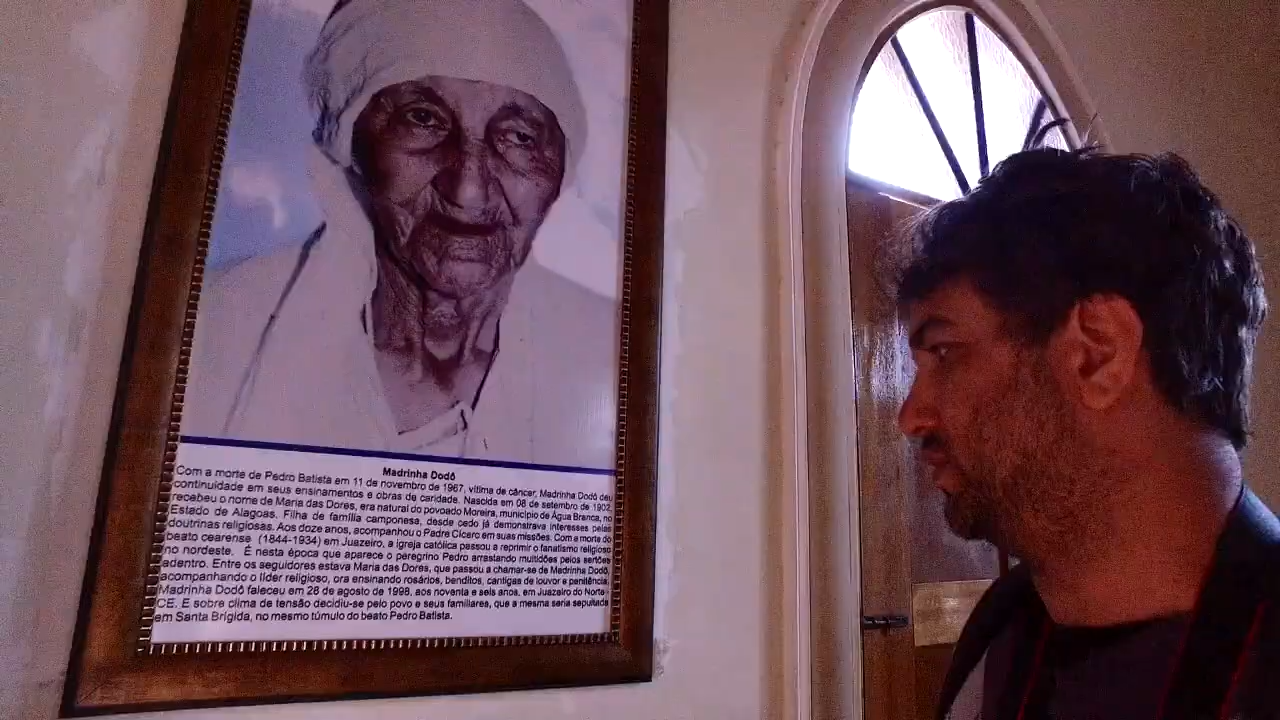 Madrinha Dodô
Com a morte de Pedro Batista em 11 de novembro de 1967, vítima de câncer, Madrinha Dodô deu
continuidade em seus ensinamentos e obras de caridade. Nascida em 08 de setembro de 1902,
recebeu o nome de Maria das Dores, era natural do povoado Moreira, município de Água Branca, no
Estado de Alagoas. Filha de família camponesa, desde cedo já demonstrava interesses pelas
doutrinas religiosas. Aos doze anos, acompanhou o Padre Cícero em suas missões. Com a morte do
beato cearense (1844-1934) em Juazeiro, a igreja católica passou a reprimir o fanatismo religioso
no nordeste. É nesta época que aparece o peregrino Pedro arrastando multidões pelos sertões
adentro. Entre os seguidores estava Maria das Dores, que passou a chamar-se de Madrinha Dodô,
acompanhando o líder religioso, ora ensinando rosários, benditos, cantigas de louvor e penitência.
Madrinha Dodô faleceu em 28 de agosto de 1998, aos noventa e seis anos, em Juazeiro do Norte-
CE. E sobre clima de tensão decidiu-se pelo povo e seus familiares, que a mesma seria sepultada
em Santa Brígida, no mesmo túmulo do beato Pedro Batista.